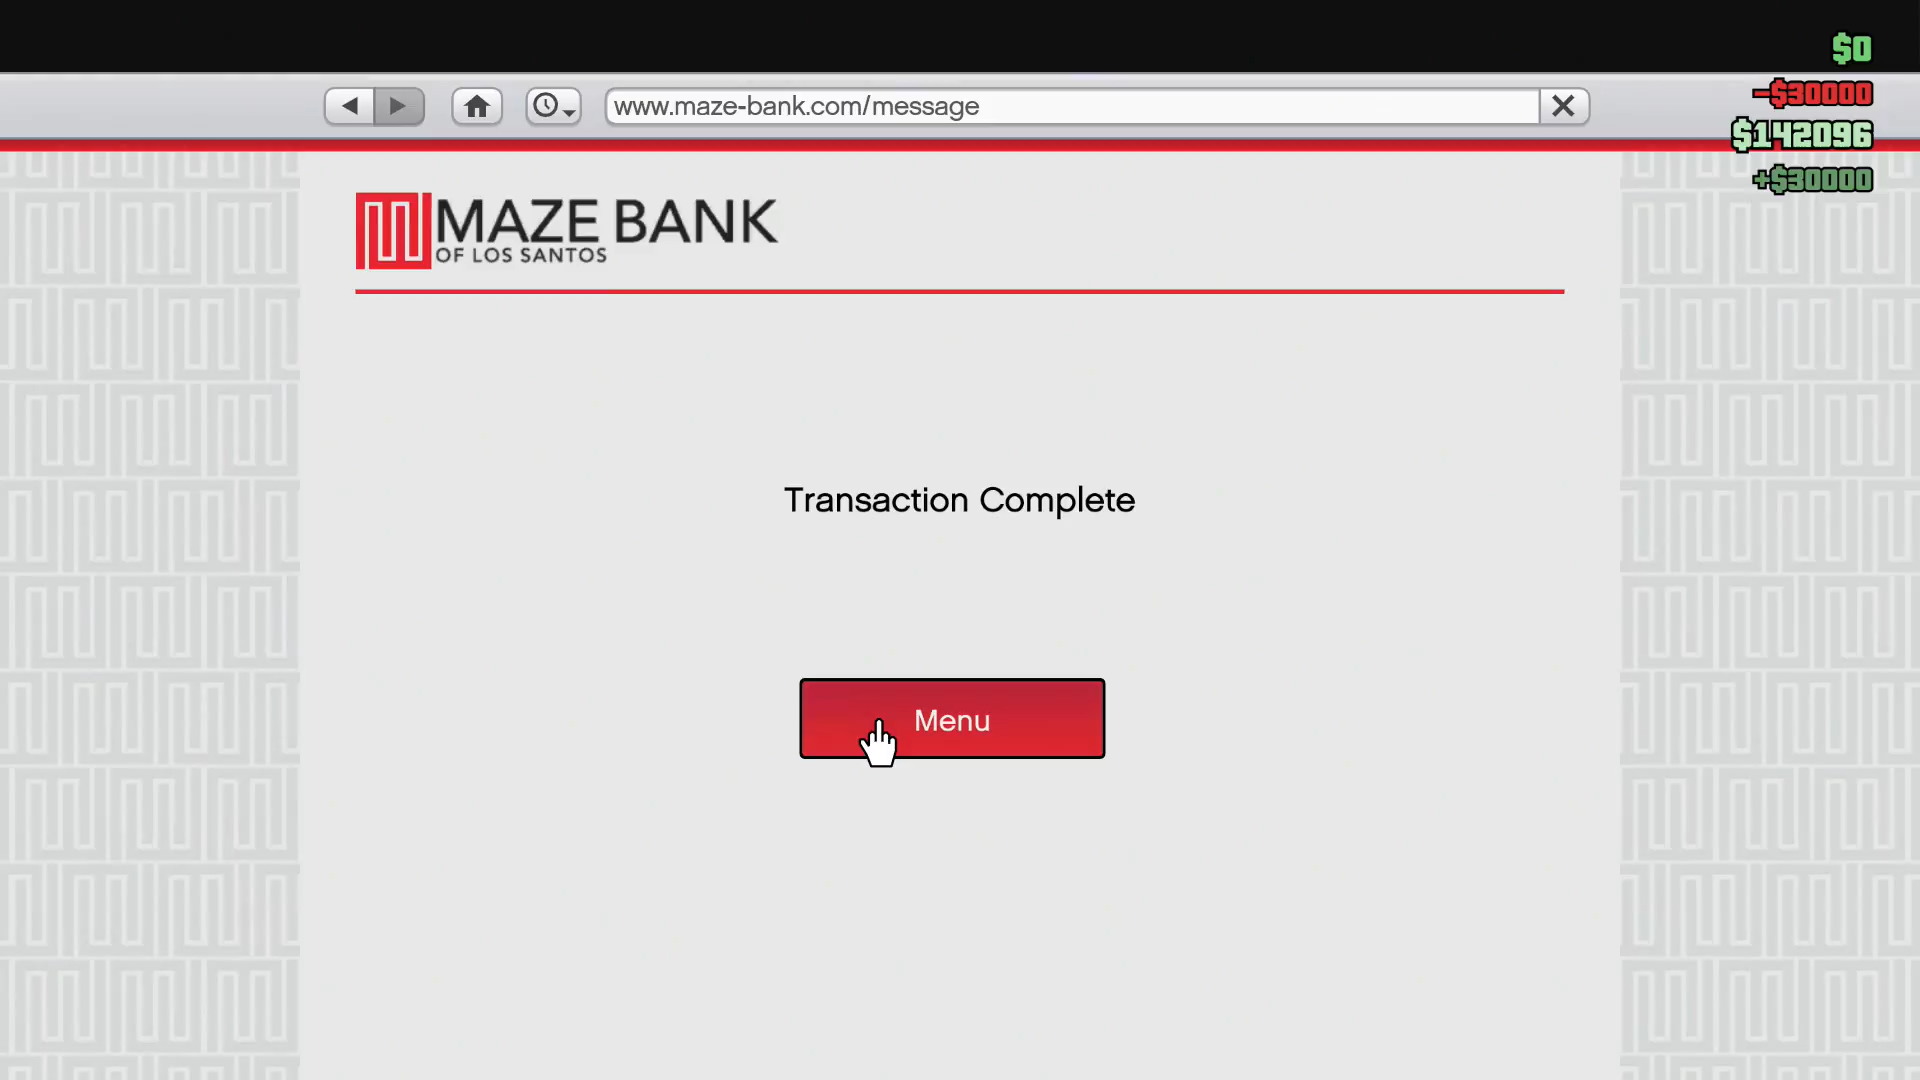 $0
www.maze-bank.com/message
-$30000
$142096
+$30000
MAZE BANK
OF LOS SANTOS
Transaction Complete
Menu